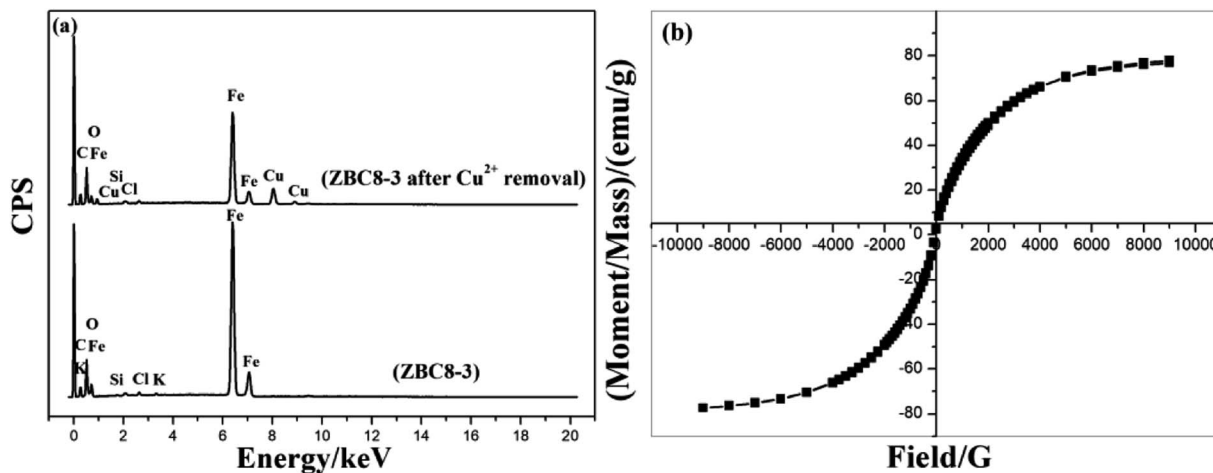 (a)
Fe
O
C Fe
Si
Cu Cl
Fe
Cu
Cu
(ZBC8-3 after Cu²⁺ removal)
Fe
O
C Fe
K
Si
Cl K
Fe
(ZBC8-3)
CPS
0 2 4 6 8 10 12 14 16 18 20
Energy/keV
(b)
(Moment/Mass)/(emu/g)
80
60
40
20
0
-20
-40
-60
-80
-10000 -8000 -6000 -4000 -2000 0 2000 4000 6000 8000 10000
Field/G